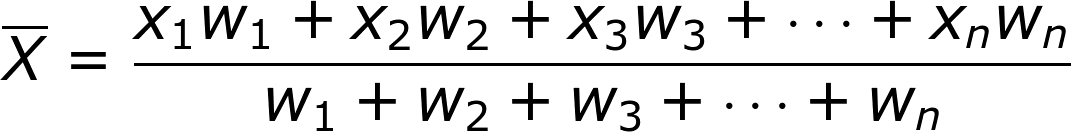 X̅ = x₁w₁ + x₂w₂ + x₃w₃ + ··· + xₙwₙ
w₁ + w₂ + w₃ + ··· + wₙ